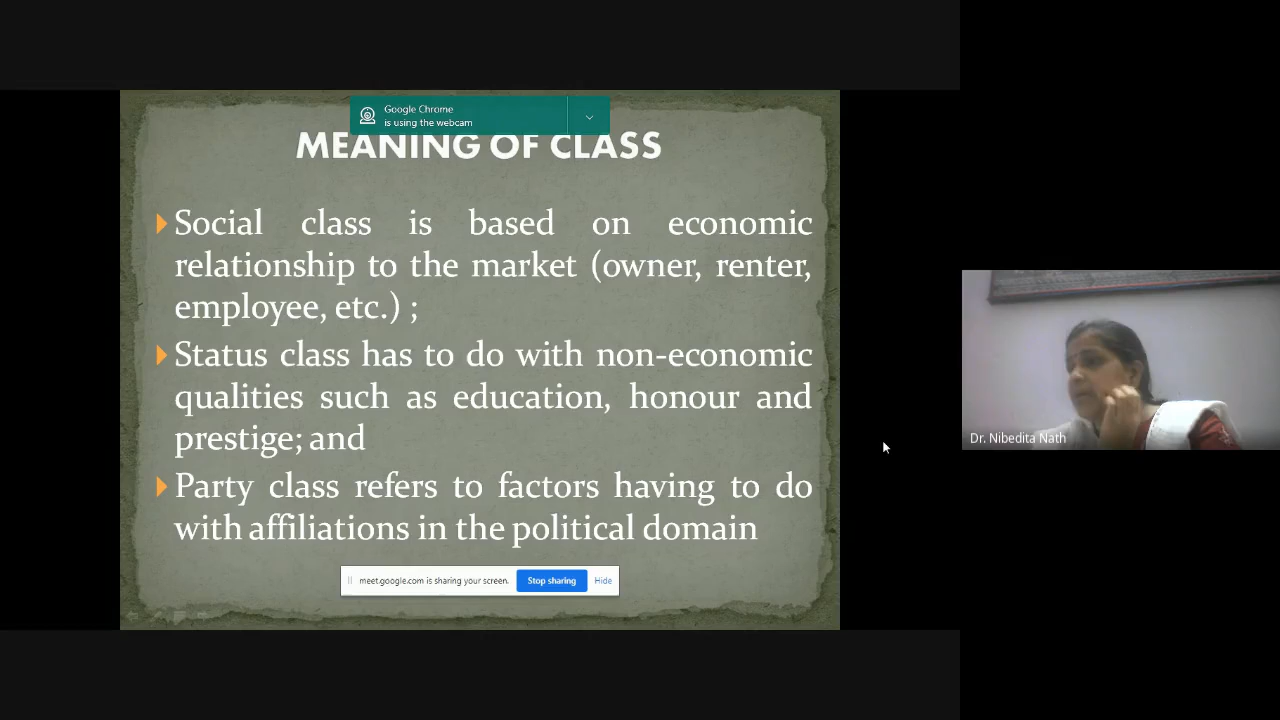 Google Chrome
is using the webcam
MEANING OF CLASS
Social class is based on economic
relationship to the market (owner, renter,
employee, etc.) ;
Status class has to do with non-economic
qualities such as education, honour and
prestige; and
Party class refers to factors having to do
with affiliations in the political domain
meet.google.com is sharing your screen. Stop sharing Hide
Dr. Nibedita Nath